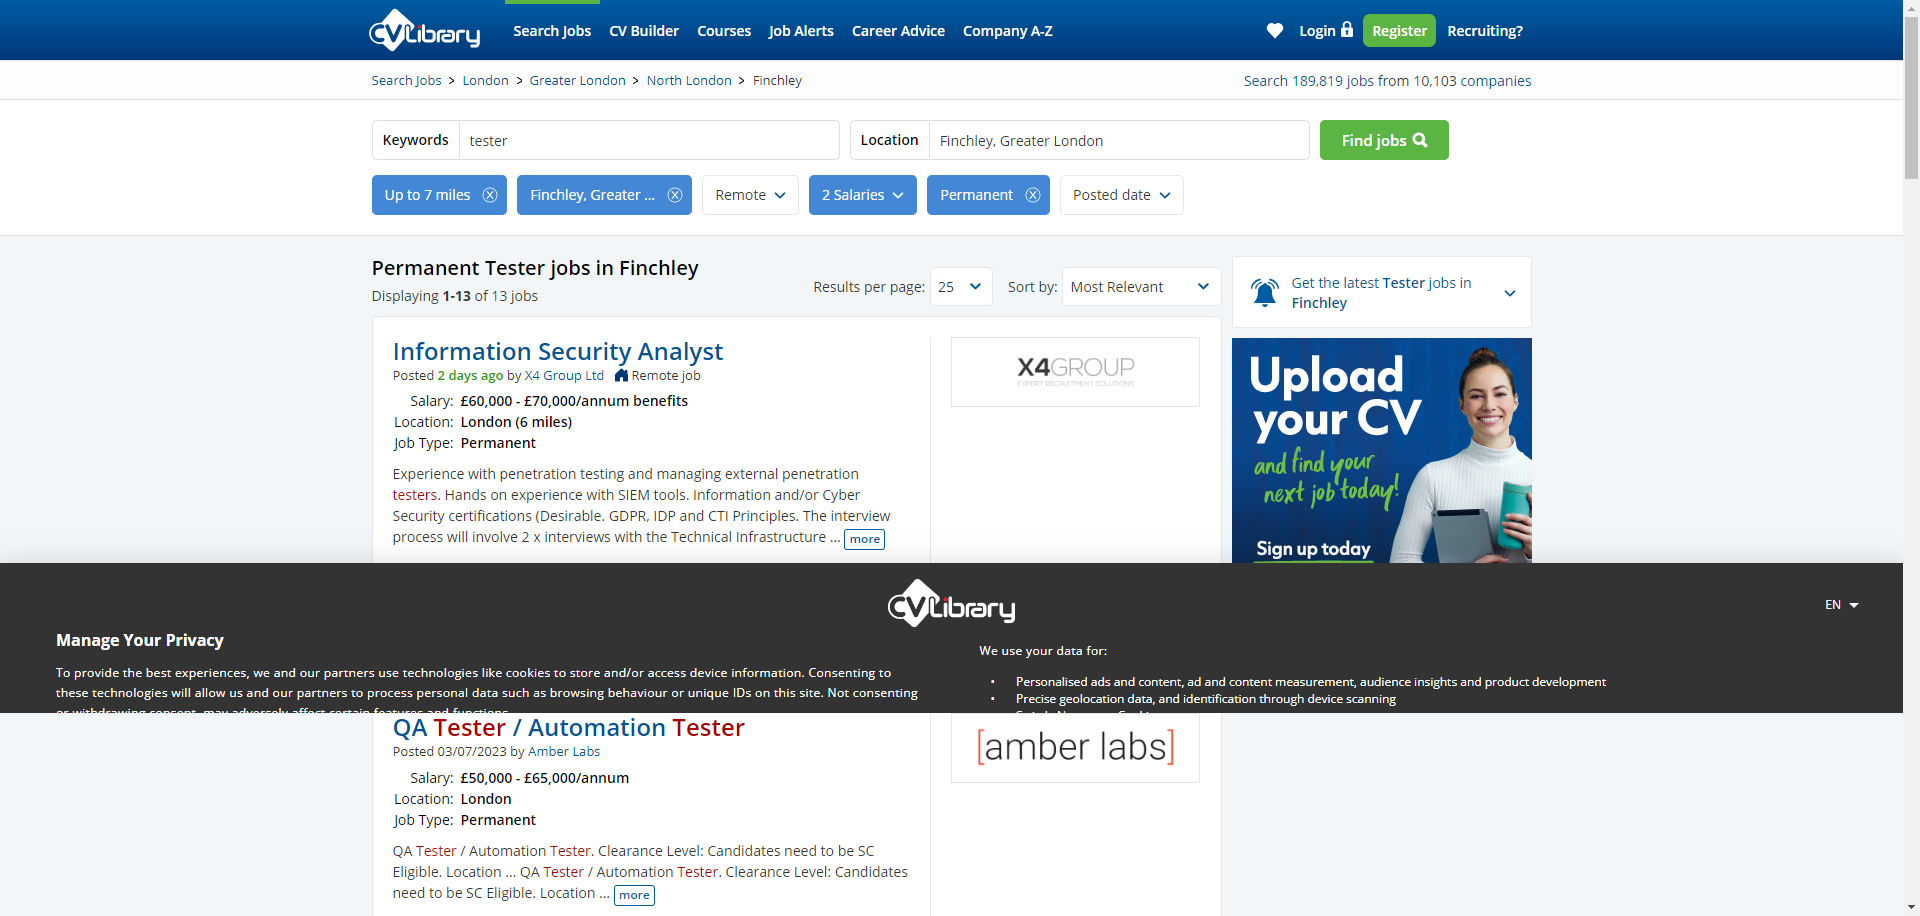 CVLibrary
Search Jobs CV Builder Courses Job Alerts Career Advice Company A-Z Login Register Recruiting?
Search Jobs > London > Greater London > North London > Finchley
Search 189,819 jobs from 10,103 companies
Keywords tester Location Finchley, Greater London Find jobs
Up to 7 miles Finchley, Greater ... Remote 2 Salaries Permanent Posted date
Permanent Tester jobs in Finchley
Displaying 1-13 of 13 jobs
Results per page: 25 Sort by: Most Relevant
Get the latest Tester jobs in
Finchley
Information Security Analyst
Posted 2 days ago by X4 Group Ltd Remote job
Salary: £60,000 - £70,000/annum benefits
Location: London (6 miles)
Job Type: Permanent
Experience with penetration testing and managing external penetration
testers. Hands on experience with SIEM tools. Information and/or Cyber
Security certifications (Desirable. GDPR, IDP and CTI Principles. The interview
process will involve 2 x interviews with the Technical Infrastructure ... more
X4GROUP
EXPERT RECRUITMENT SOLUTIONS
Upload
your CV
and find your
next job today!
Sign up today
CVLibrary
EN
Manage Your Privacy
To provide the best experiences, we and our partners use technologies like cookies to store and/or access device information. Consenting to
these technologies will allow us and our partners to process personal data such as browsing behaviour or unique IDs on this site. Not consenting
or withdrawing consent, may adversely affect certain features and functions.
We use your data for:
• Personalised ads and content, ad and content measurement, audience insights and product development
• Precise geolocation data, and identification through device scanning
QA Tester / Automation Tester
Posted 03/07/2023 by Amber Labs
Salary: £50,000 - £65,000/annum
Location: London
Job Type: Permanent
QA Tester / Automation Tester. Clearance Level: Candidates need to be SC
Eligible. Location ... QA Tester / Automation Tester. Clearance Level: Candidates
need to be SC Eligible. Location ... more
[amber labs]